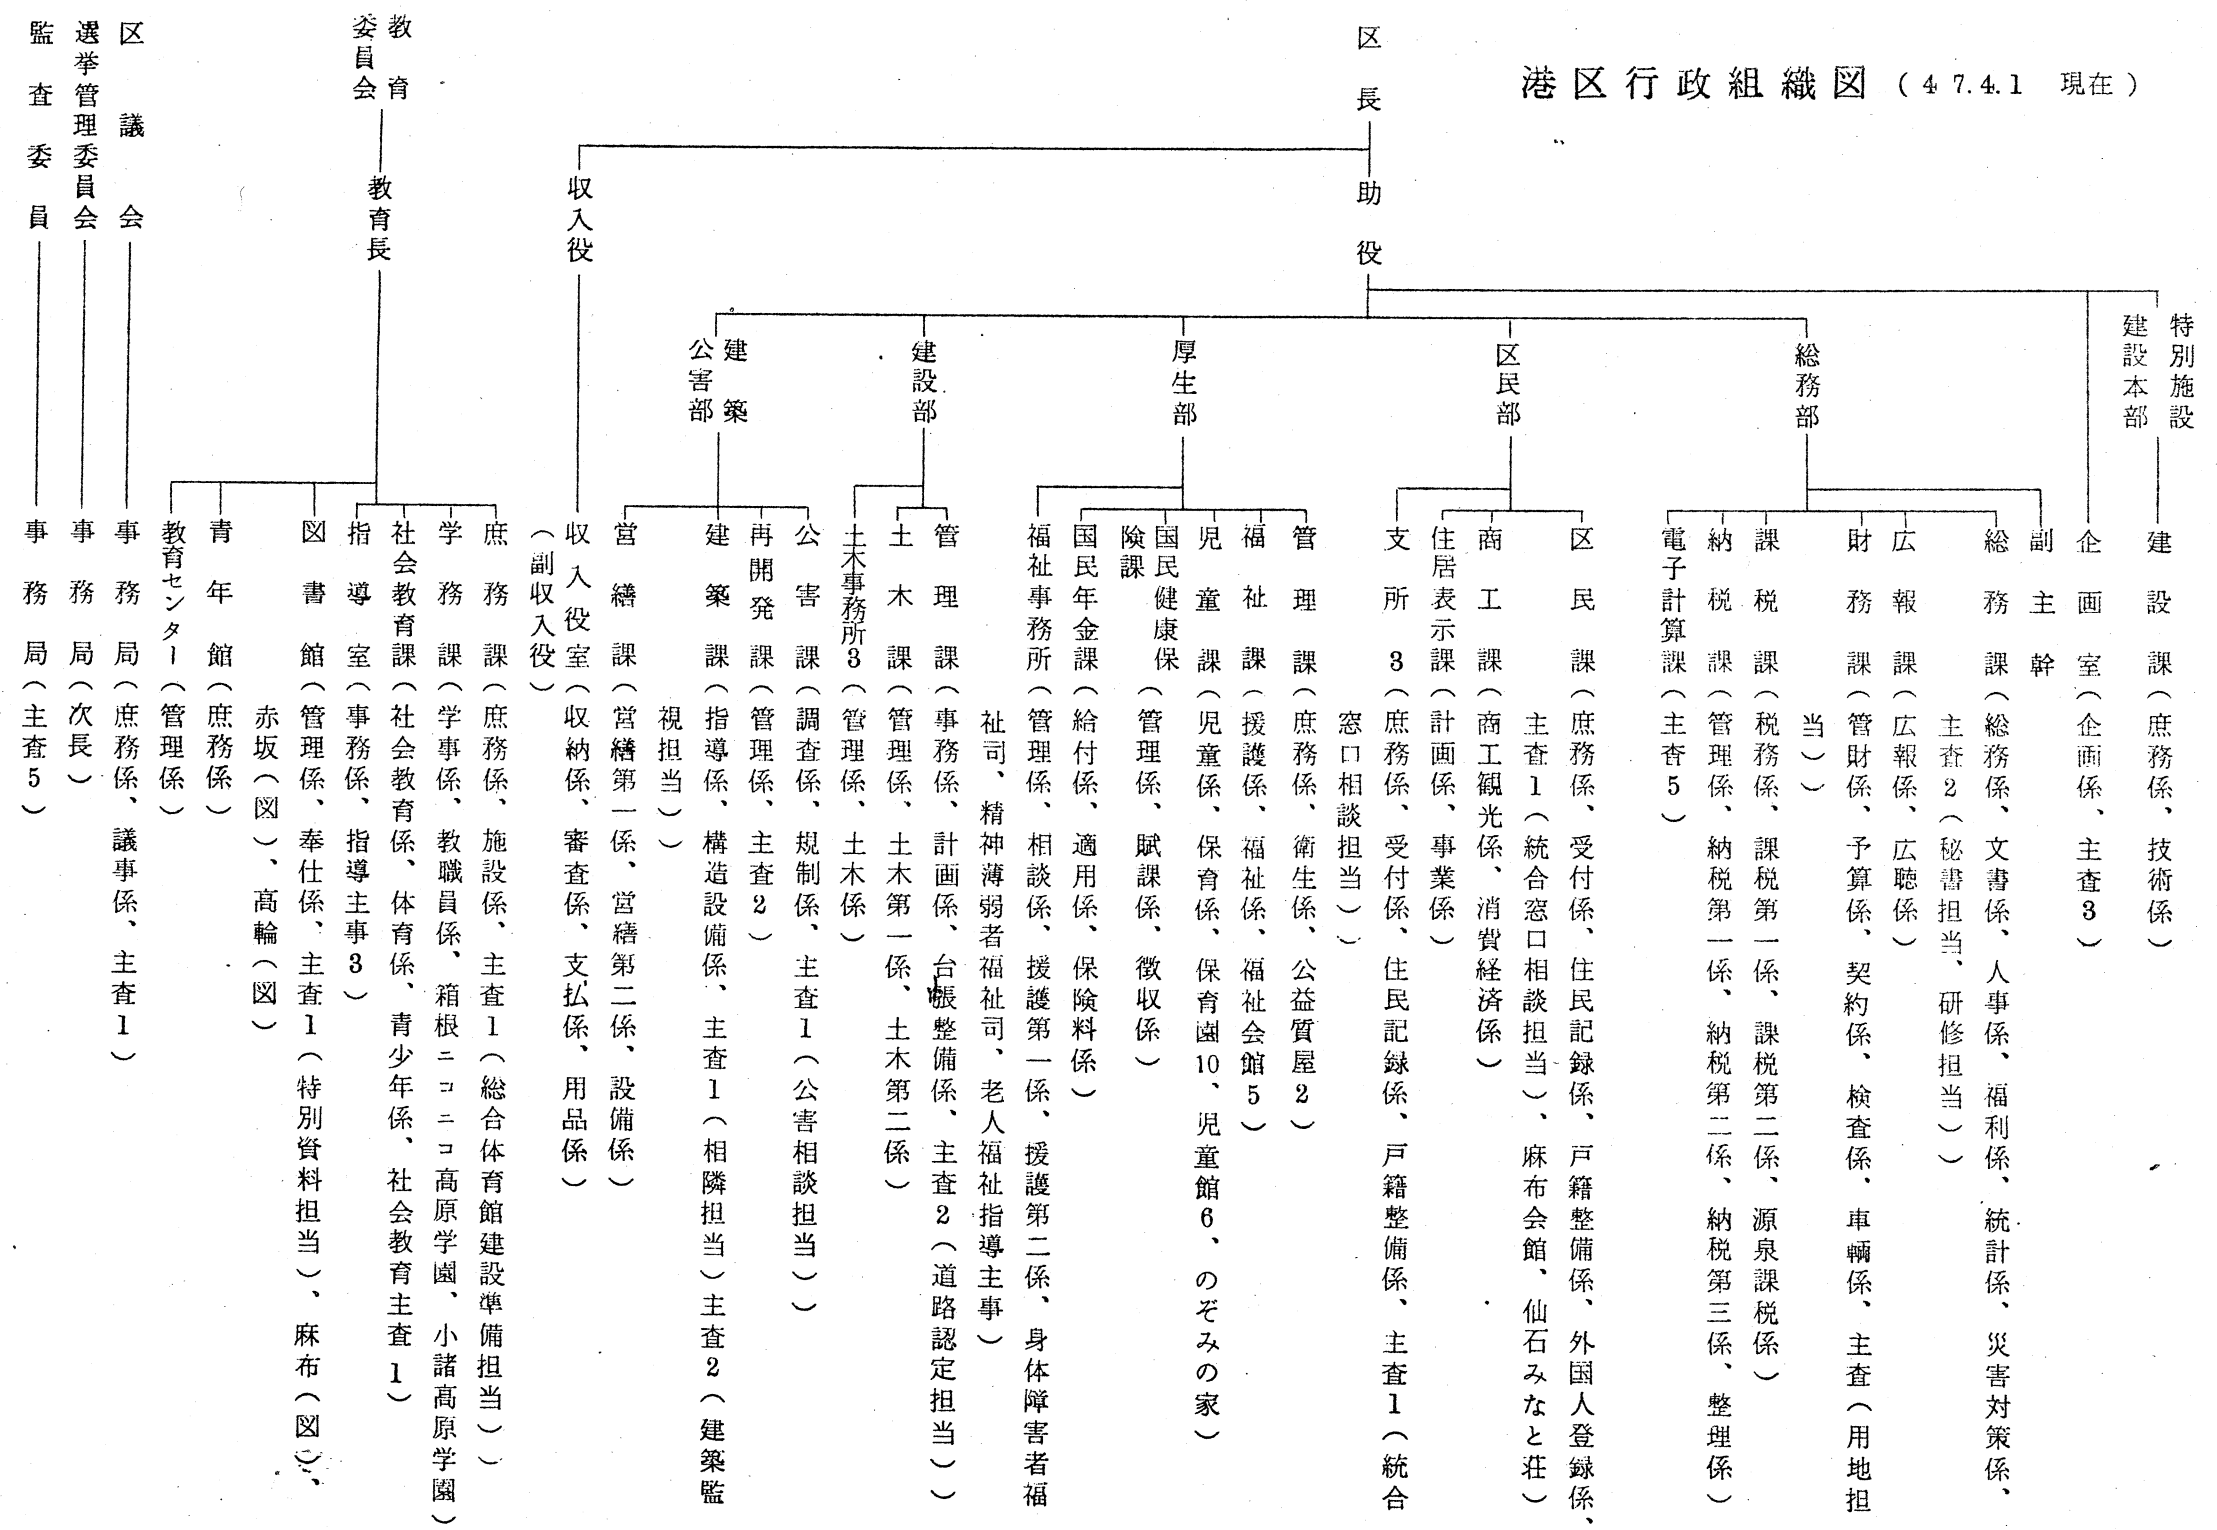 港区行政組織図（47.4.1 現在）
区長
助役
収入役
教育委員会
教育長
区議会
選挙管理委員会
監査委員
特別施設建設本部
総務部
区民部
厚生部
建設部
建築公害部
建設課（庶務係、技術係）
企画室（企画係、主査3）
副主幹
総務課（総務係、文書係、人事係、福利係、統計係、災害対策係、
主査2（秘書担当、研修担当））
広報課（広報係、広聴係）
財務課（管財係、予算係、契約係、検査係、車輌係、主査（用地担
当））
課税課（税務係、課税第一係、課税第二係、源泉課税係）
納税課（管理係、納税第一係、納税第二係、納税第三係、整理係）
電子計算課（主査5）
区民課（庶務係、受付係、住民記録係、戸籍整備係、外国人登録係、
主査1（統合窓口相談担当）、麻布会館、仙石みなと荘）
商工課（商工観光係、消費経済係）
住居表示課（計画係、事業係）
支所3（庶務係、受付係、住民記録係、戸籍整備係、主査1（統合
窓口相談担当））
管理課（庶務係、衛生係、公益質屋2）
福祉課（援護係、福祉係、福祉会館5）
児童課（児童係、保育係、保育園10、児童館6、のぞみの家）
国民健康保
険課（管理係、賦課係、徴収係）
国民年金課（給付係、適用係、保険料係）
福祉事務所（管理係、相談係、援護第一係、援護第二係、身体障害者福
祉司、精神薄弱者福祉司、老人福祉指導主事）
管理課（事務係、計画係、台張整備係、主査2（道路認定担当））
土木課（管理係、土木第一係、土木第二係）
土木事務所3（管理係、土木係）
公害課（調査係、規制係、主査1（公害相談担当））
再開発課（管理係、主査2）
建築課（指導係、構造設備係、主査1（相隣担当）主査2（建築監
視担当））
営繕課（営繕第一係、営繕第二係、設備係）
収入役室（収納係、審査係、支払係、用品係）
（副収入役）
庶務課（庶務係、施設係、主査1（総合体育館建設準備担当））
学務課（学事係、教職員係、箱根ニコニコ高原学園、小諸高原学園）
社会教育課（社会教育係、体育係、青少年係、社会教育主査1）
指導室（事務係、指導主事3）
図書館（管理係、奉仕係、主査1（特別資料担当）、麻布（図）、
赤坂（図）、高輪（図）
青年館（庶務係）
教育センター（管理係）
事務局（庶務係、議事係、主査1）
事務局（次長）
事務局（主査5）